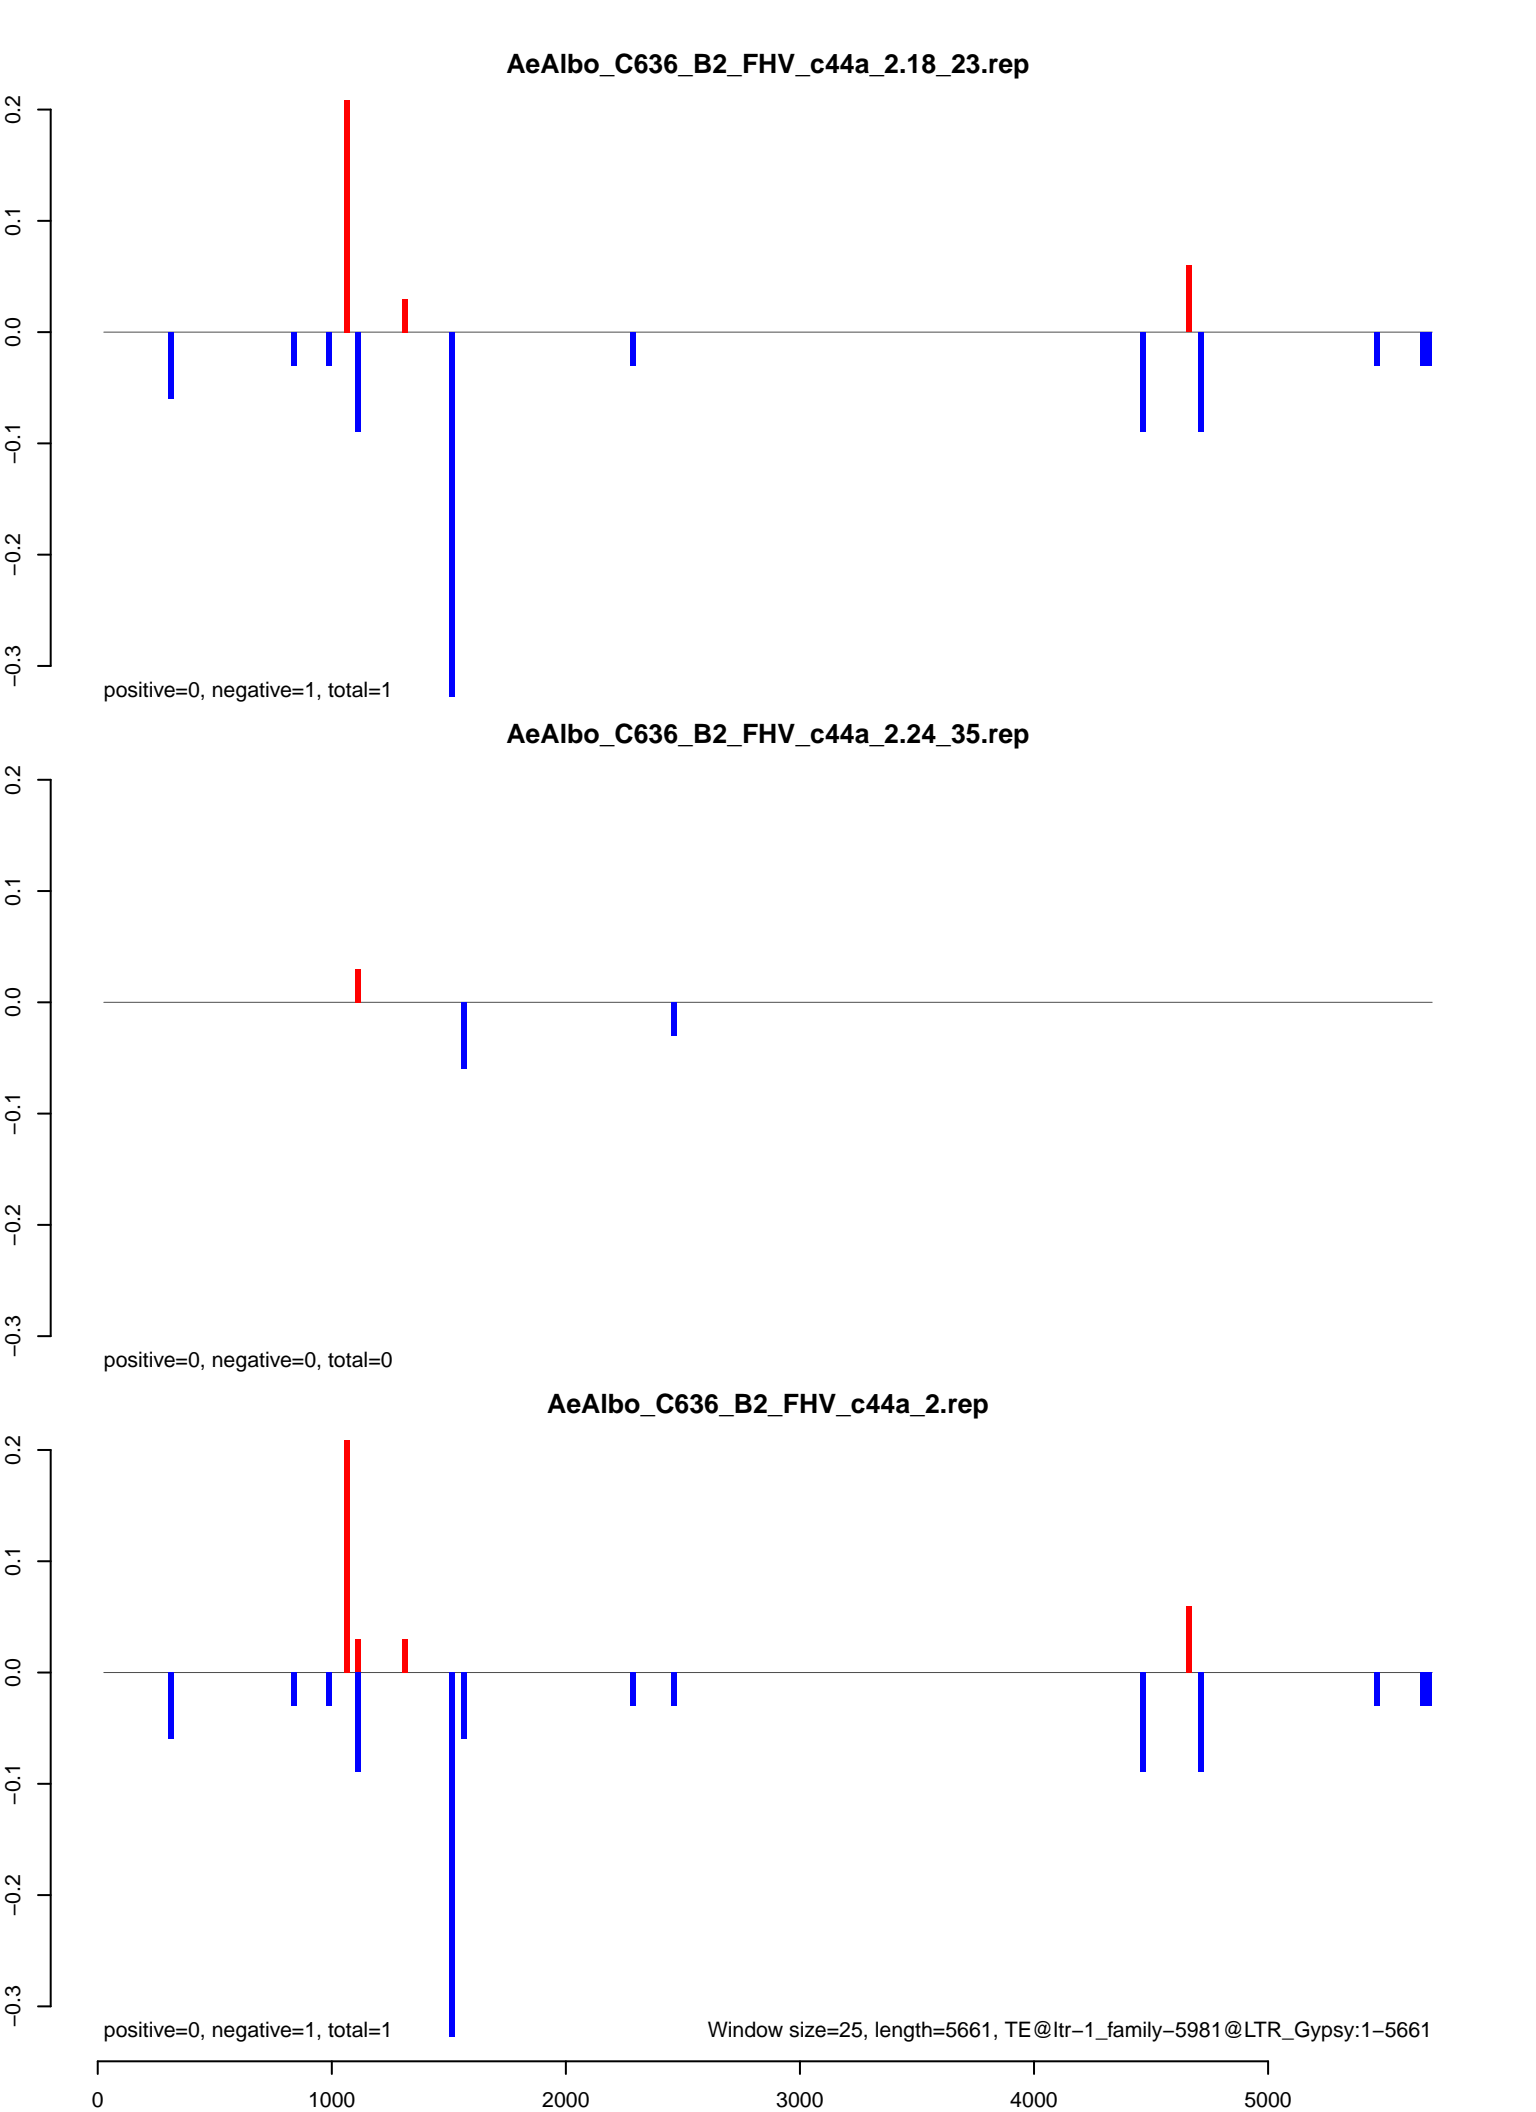 AeAlbo_C636_B2_FHV_c44a_2.18_23.rep
0.2
0.1
0.0
−0.1
−0.2
−0.3
positive=0, negative=1, total=1
AeAlbo_C636_B2_FHV_c44a_2.24_35.rep
0.2
0.1
0.0
−0.1
−0.2
−0.3
positive=0, negative=0, total=0
AeAlbo_C636_B2_FHV_c44a_2.rep
0.2
0.1
0.0
−0.1
−0.2
−0.3
positive=0, negative=1, total=1 Window size=25, length=5661, TE@ltr−1_family−5981@LTR_Gypsy:1−5661
0 1000 2000 3000 4000 5000